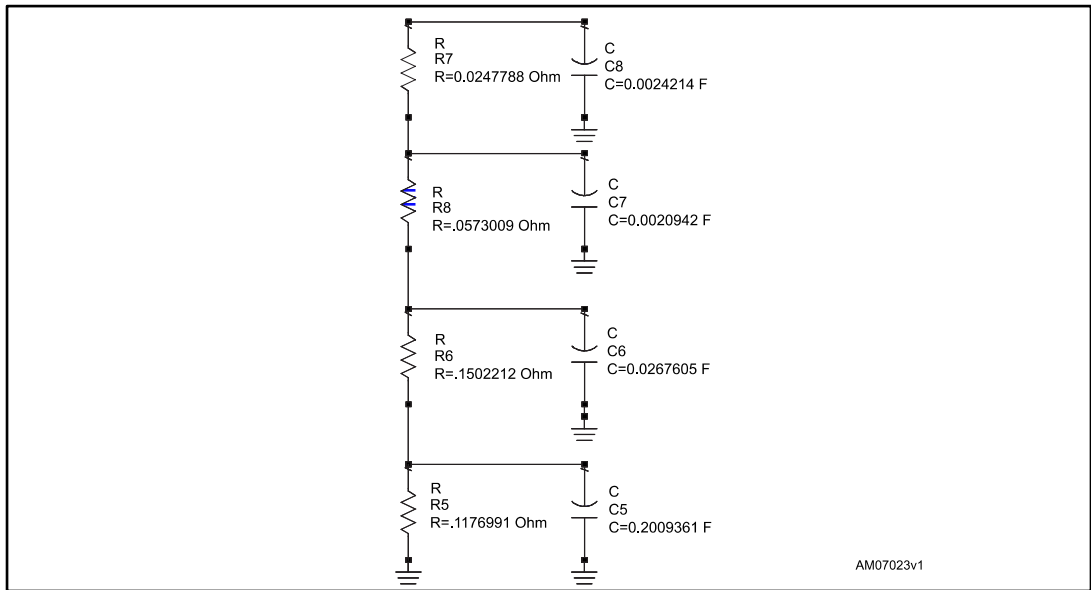 R
R7
R=0.0247788 Ohm
C
C8
C=0.0024214 F
R
R8
R=.0573009 Ohm
C
C7
C=0.0020942 F
R
R6
R=.1502212 Ohm
C
C6
C=0.0267605 F
R
R5
R=.1176991 Ohm
C
C5
C=0.2009361 F
AM07023v1